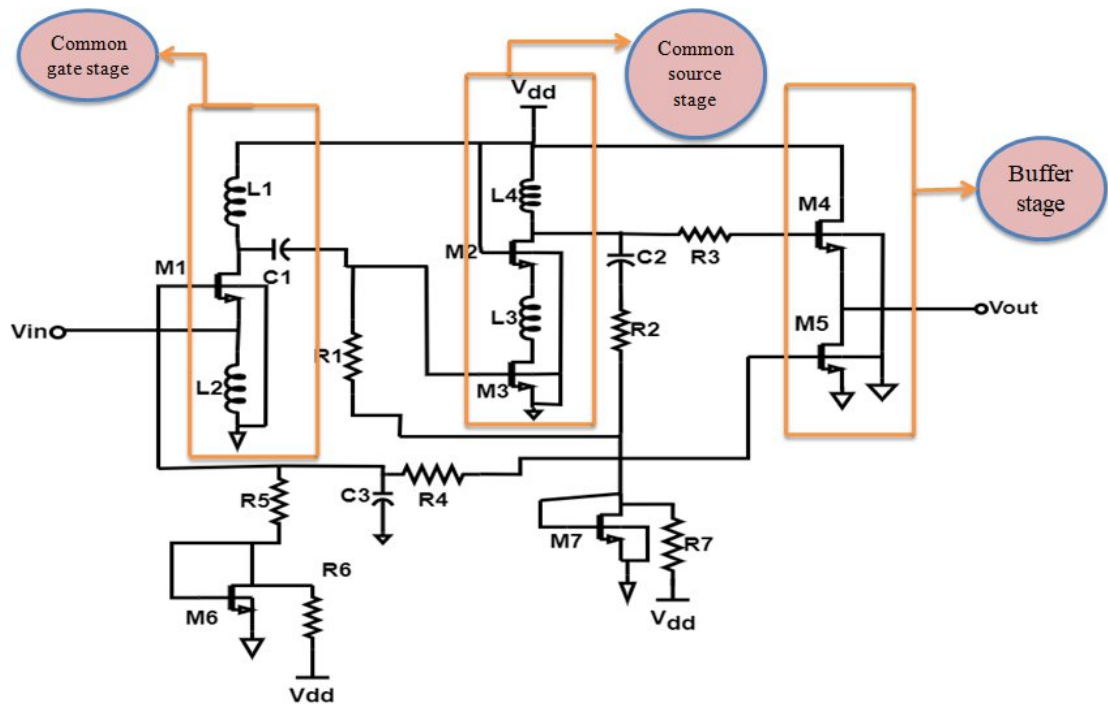 Common
gate stage
Common
source
stage
Buffer
stage
Vdd
L1
L4
M4
M1
C1
M2
C2
R3
Vin
L3
R2
M5
Vout
R1
L2
M3
R5
C3
R4
M7
R7
R6
M6
Vdd
Vdd